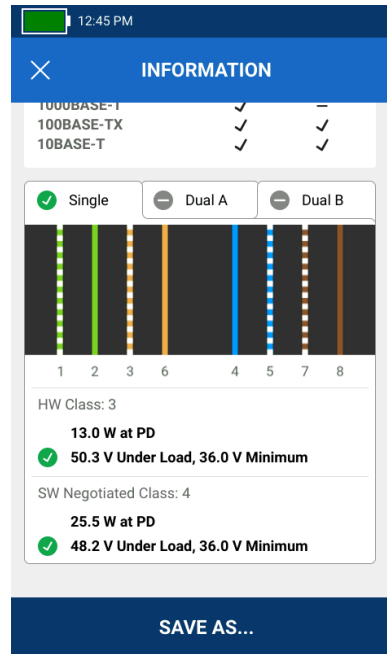 12:45 PM
INFORMATION
1000BASE-T
100BASE-TX
10BASE-T
Single Dual A Dual B
1 2 3 6 4 5 7 8
HW Class: 3
13.0 W at PD
50.3 V Under Load, 36.0 V Minimum
SW Negotiated Class: 4
25.5 W at PD
48.2 V Under Load, 36.0 V Minimum
SAVE AS...